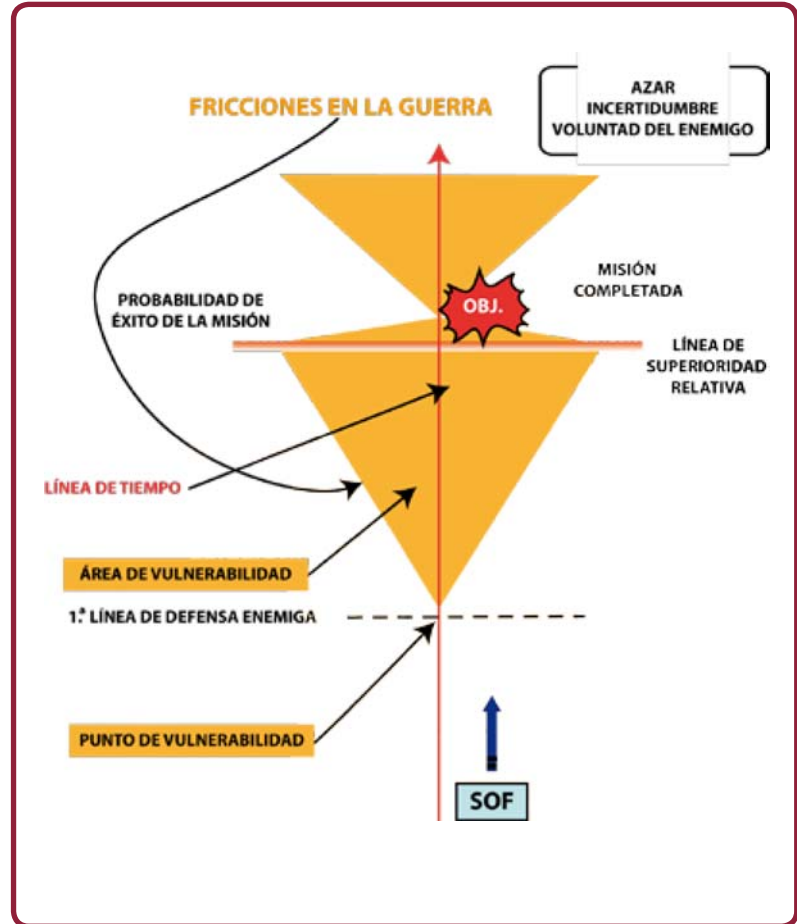 AZAR
INCERTIDUMBRE
VOLUNTAD DEL ENEMIGO
FRICCIONES EN LA GUERRA
PROBABILIDAD DE
ÉXITO DE LA MISIÓN
OBJ.
MISIÓN
COMPLETADA
LÍNEA DE
SUPERIORIDAD
RELATIVA
LÍNEA DE TIEMPO
ÁREA DE VULNERABILIDAD
1.ª LÍNEA DE DEFENSA ENEMIGA
PUNTO DE VULNERABILIDAD
SOF